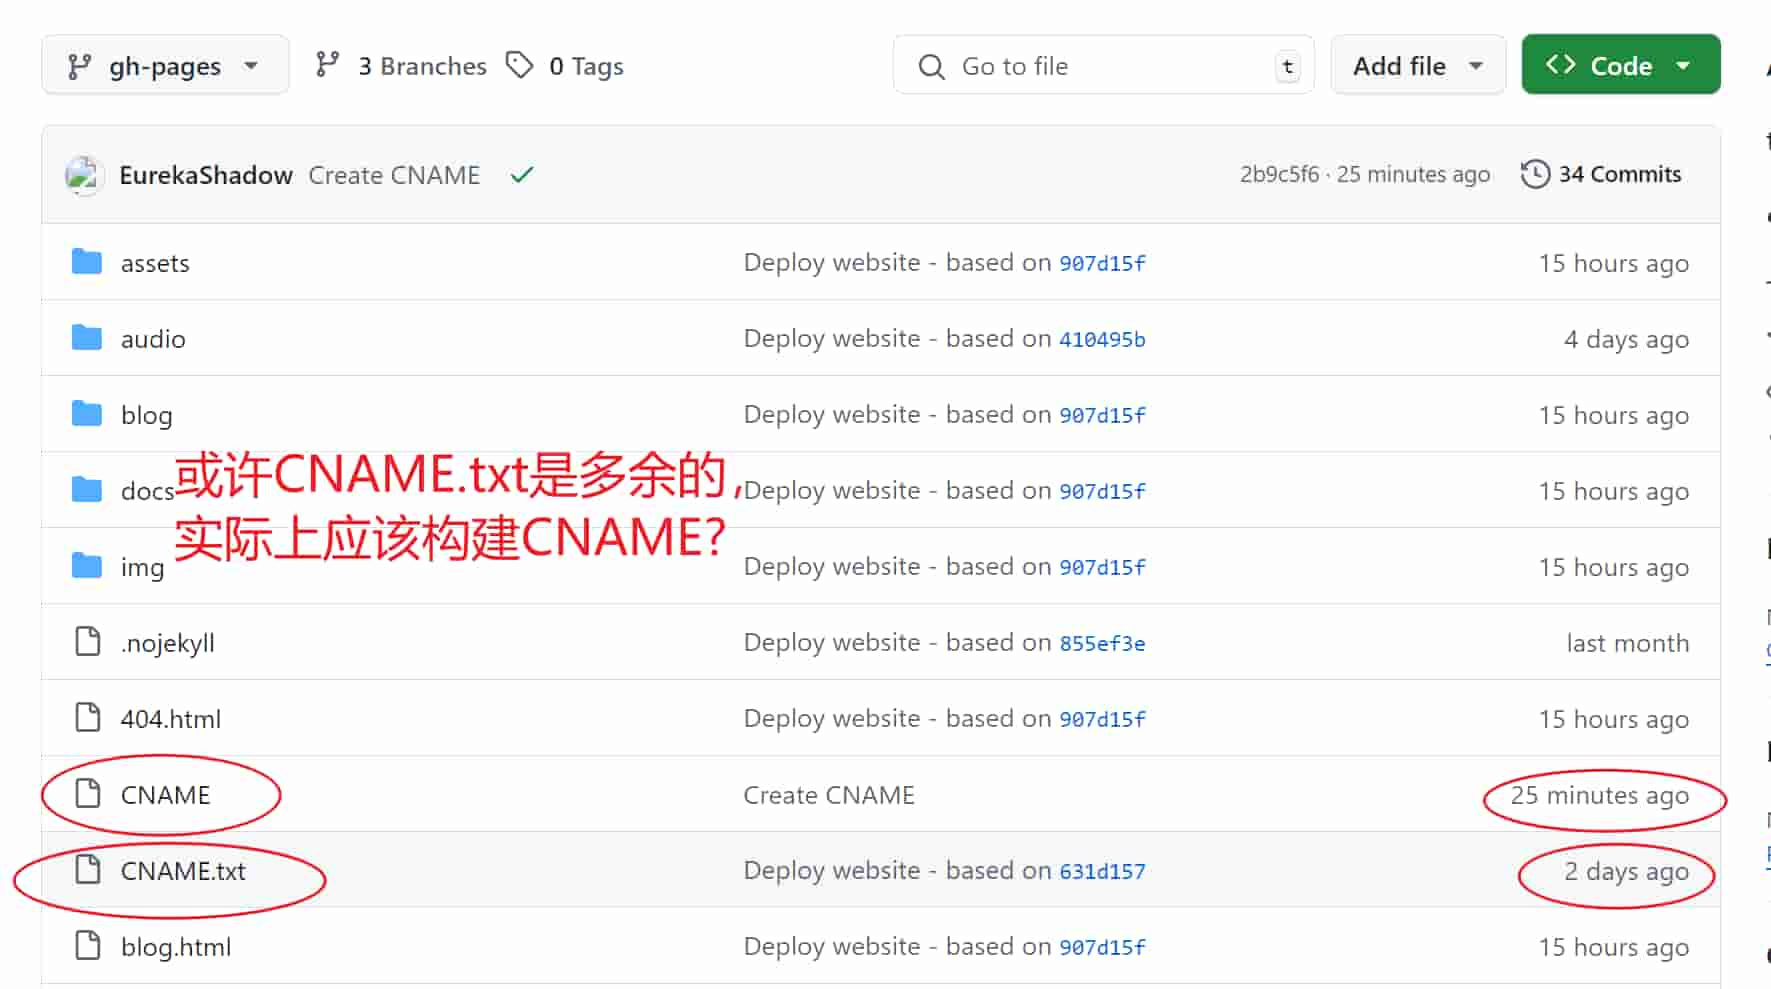 gh-pages
3 Branches
0 Tags
Go to file
t
Add file
Code
EurekaShadow Create CNAME
2b9c5f6 · 25 minutes ago
34 Commits
assets Deploy website - based on 907d15f 15 hours ago
audio Deploy website - based on 410495b 4 days ago
blog Deploy website - based on 907d15f 15 hours ago
或许CNAME.txt是多余的，
docs Deploy website - based on 907d15f 15 hours ago
实际上应该构建CNAME？
img Deploy website - based on 907d15f 15 hours ago
.nojekyll Deploy website - based on 855ef3e last month
404.html Deploy website - based on 907d15f 15 hours ago
CNAME Create CNAME 25 minutes ago
CNAME.txt Deploy website - based on 631d157 2 days ago
blog.html Deploy website - based on 907d15f 15 hours ago